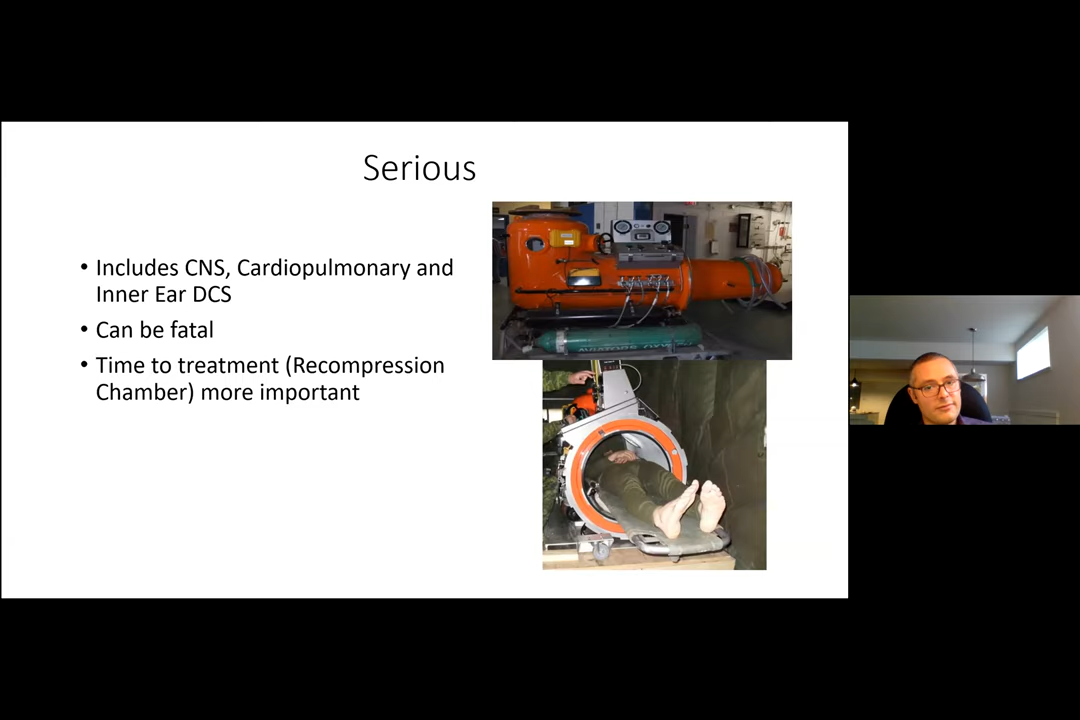 Serious
• Includes CNS, Cardiopulmonary and
Inner Ear DCS
• Can be fatal
• Time to treatment (Recompression
Chamber) more important